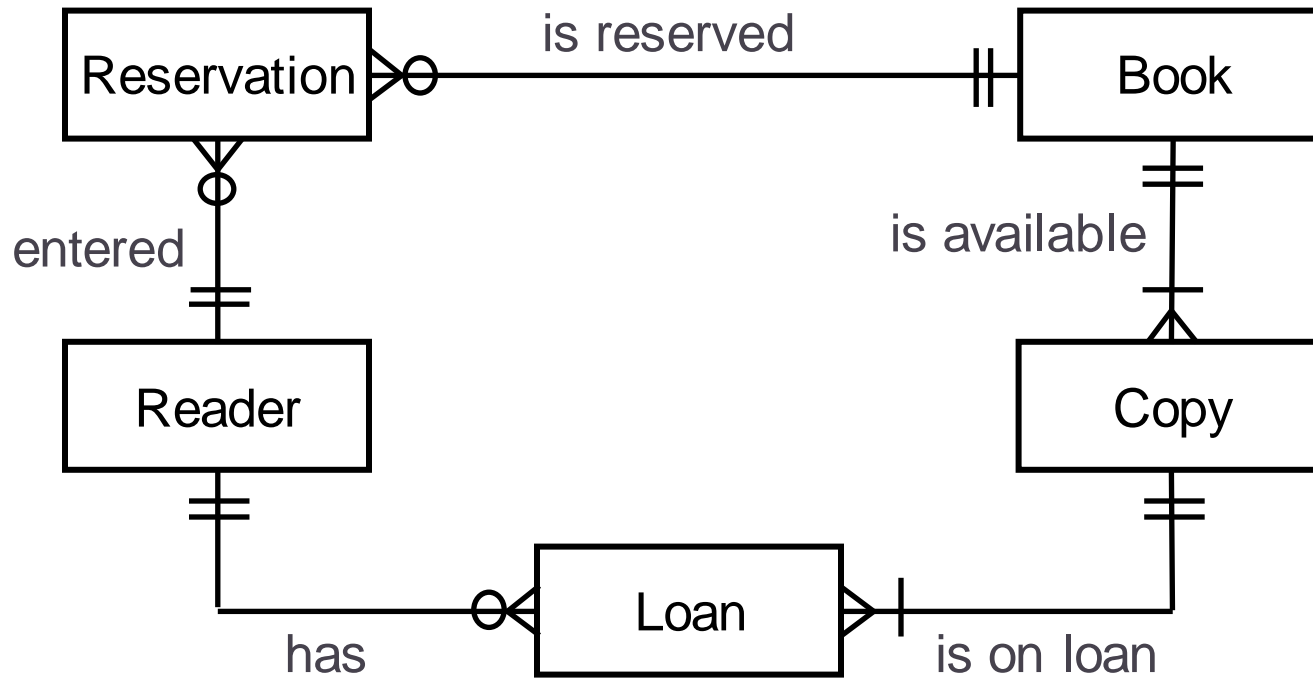 is reserved
Reservation
Book
entered
is available
Reader
Copy
Loan
has
is on loan